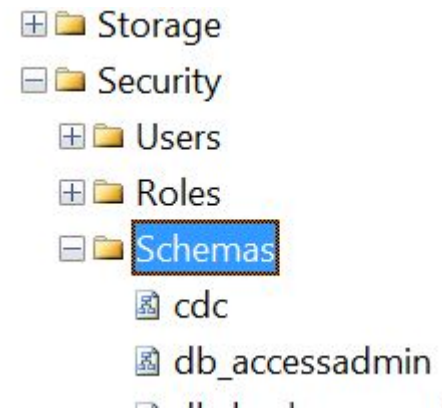 Storage
Security
Users
Roles
Schemas
cdc
db_accessadmin